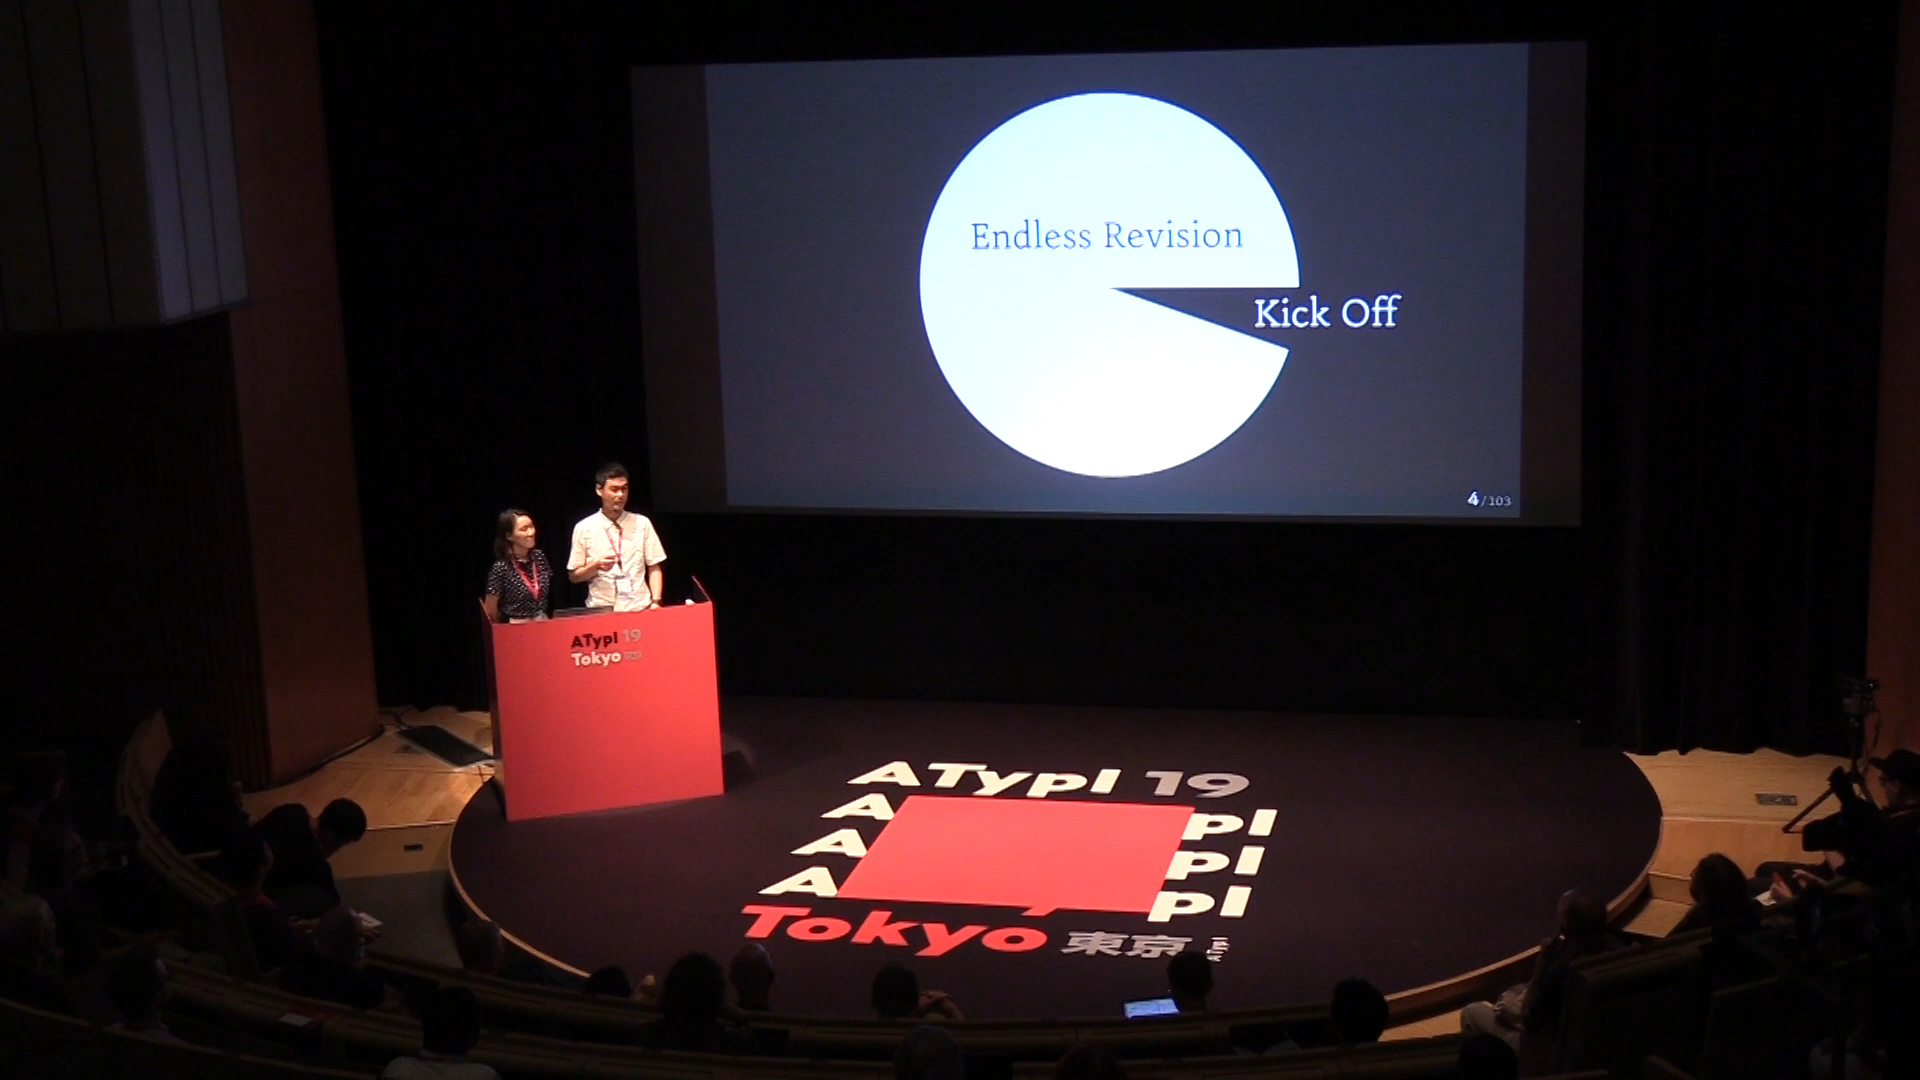 Endless Revision
Kick Off
4/103
ATypI 19
Tokyo
ATypI 19
A pI
A pI
A pI
Tokyo 東京